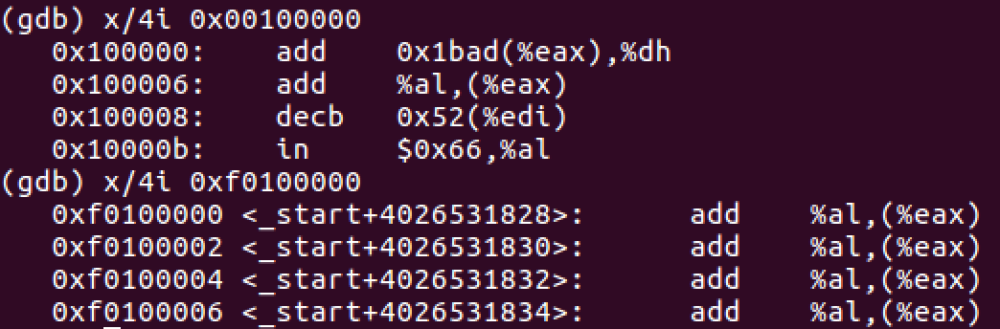 (gdb) x/4i 0x00100000
0x100000: add 0x1bad(%eax),%dh
0x100006: add %al,(%eax)
0x100008: decb 0x52(%edi)
0x10000b: in $0x66,%al
(gdb) x/4i 0xf0100000
0xf0100000 <_start+4026531828>: add %al,(%eax)
0xf0100002 <_start+4026531830>: add %al,(%eax)
0xf0100004 <_start+4026531832>: add %al,(%eax)
0xf0100006 <_start+4026531834>: add %al,(%eax)